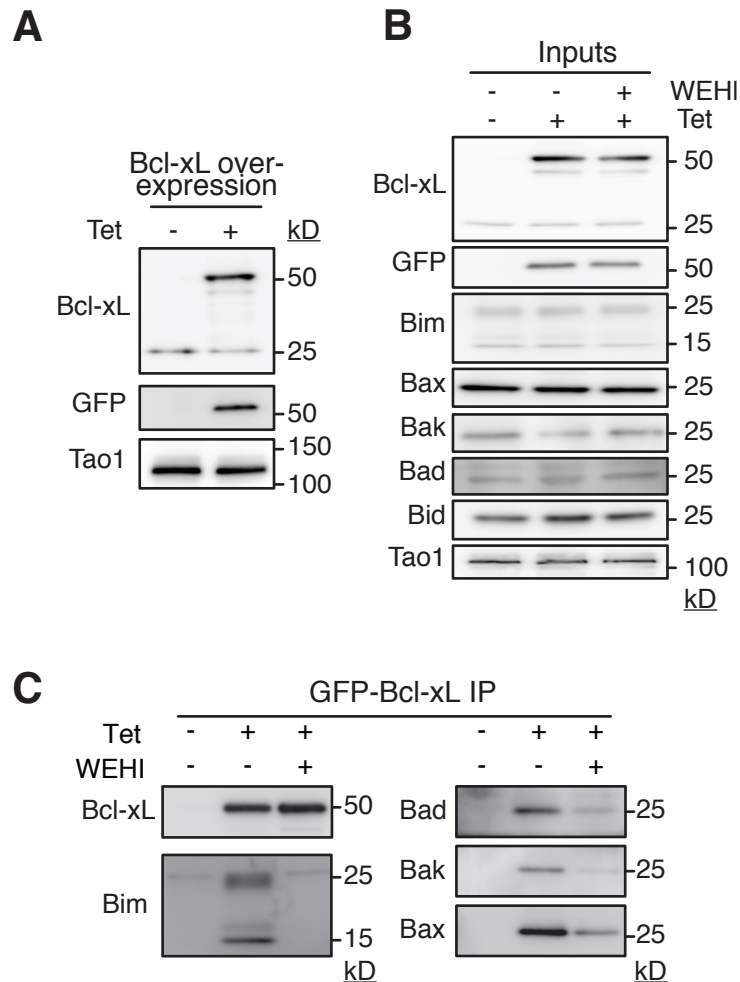 A
Bcl-xL over-
expression
Tet - + kD
Bcl-xL
50
25
GFP
50
Tao1
150
100
B
Inputs
- - + WEHI
- + + Tet
Bcl-xL
50
25
GFP
50
Bim
25
15
Bax
25
Bak
25
Bad
25
Bid
25
Tao1
100
kD
C
GFP-Bcl-xL IP
Tet - + + - + +
WEHI - - + - - +
Bcl-xL
50
Bim
25
15
kD
Bad
25
Bak
25
Bax
25
kD